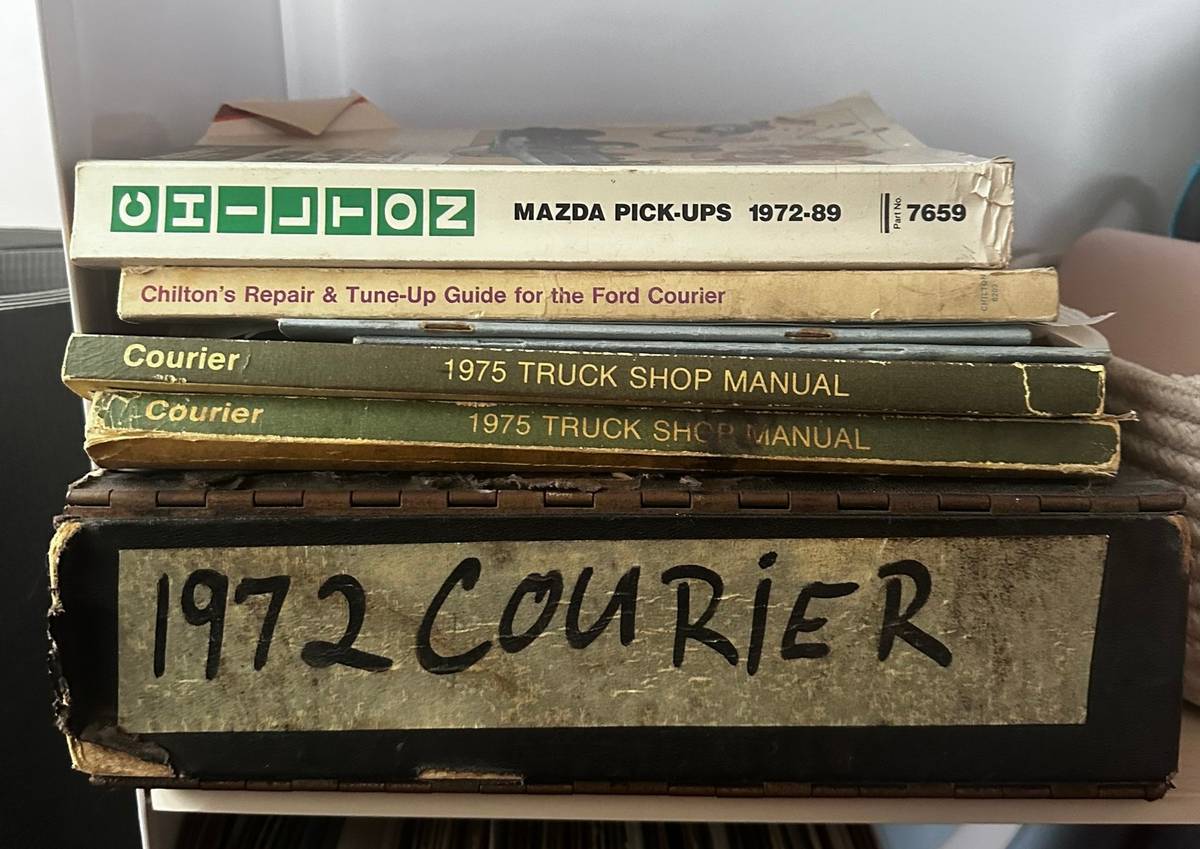 CHILTON MAZDA PICK-UPS 1972-89 Part No. 7659
Chilton's Repair & Tune-Up Guide for the Ford Courier CHILTON
Courier 1975 TRUCK SHOP MANUAL
Courier 1975 TRUCK SHOP MANUAL
1972 COURiER